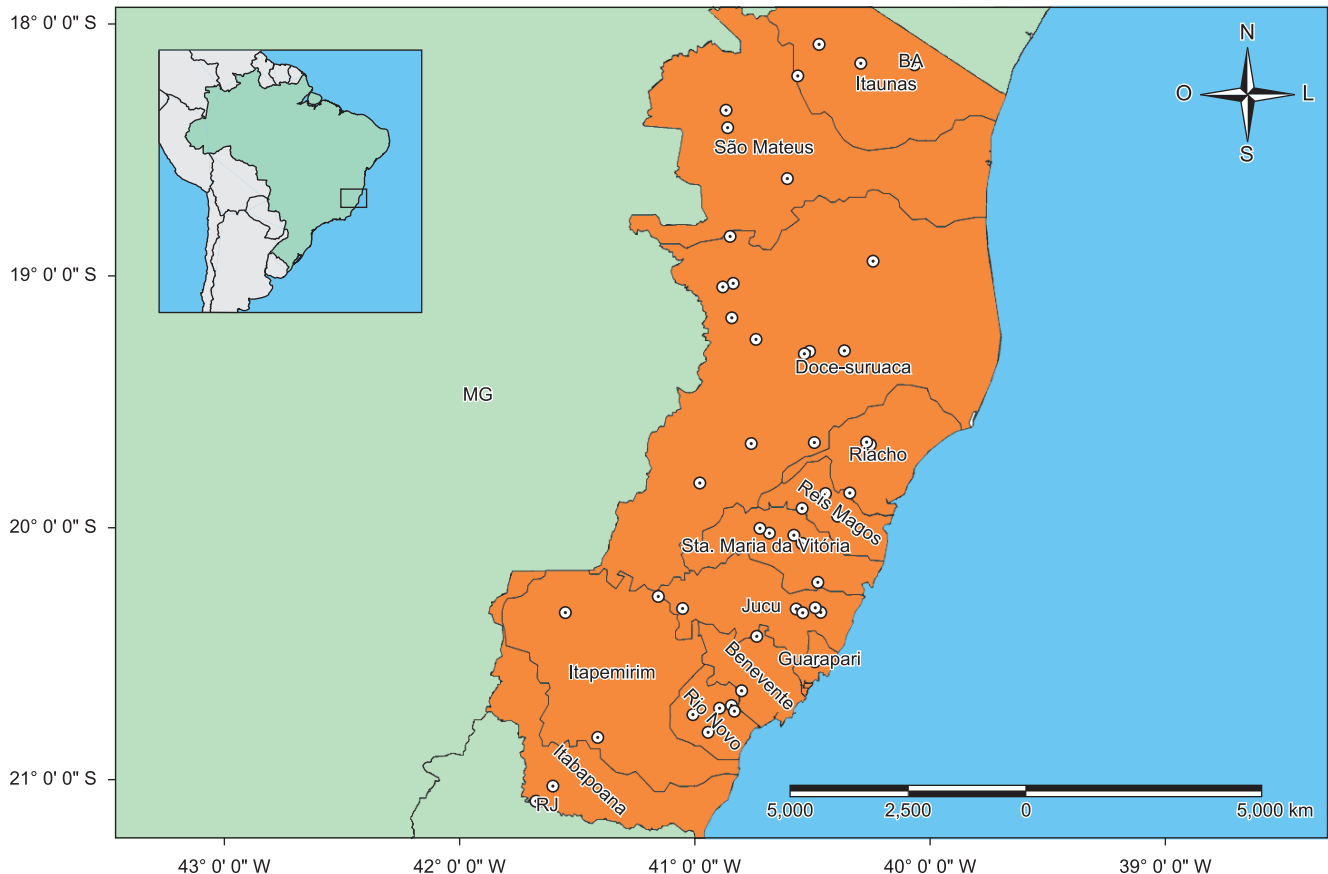 18° 0' 0" S
N
BA
Itaunas
O
L
São Mateus
S
19° 0' 0" S
Doce-suruaca
MG
Riacho
Reis Magos
20° 0' 0" S
Sta. Maria da Vitória
Jucu
Guarapari
Benevente
Itapemirim
Rio Novo
Itabapoana
21° 0' 0" S
RJ
5,000
2,500
0
5,000 km
43° 0' 0" W
42° 0' 0" W
41° 0' 0" W
40° 0' 0" W
39° 0' 0" W